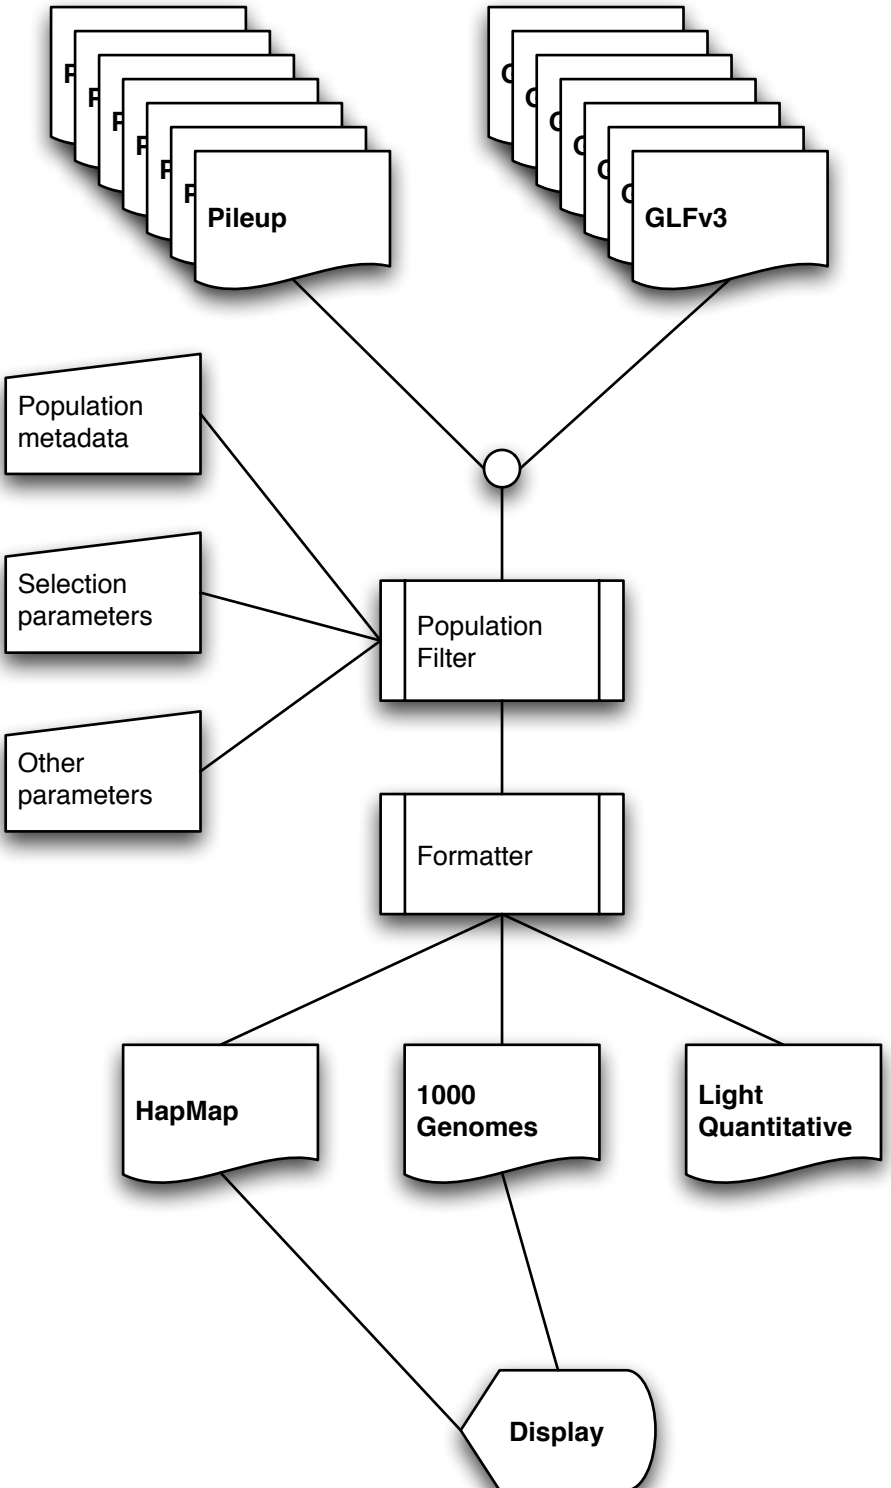 Pileup
GLFv3
Population
metadata
Selection
parameters
Population
Filter
Other
parameters
Formatter
HapMap
1000
Genomes
Light
Quantitative
Display